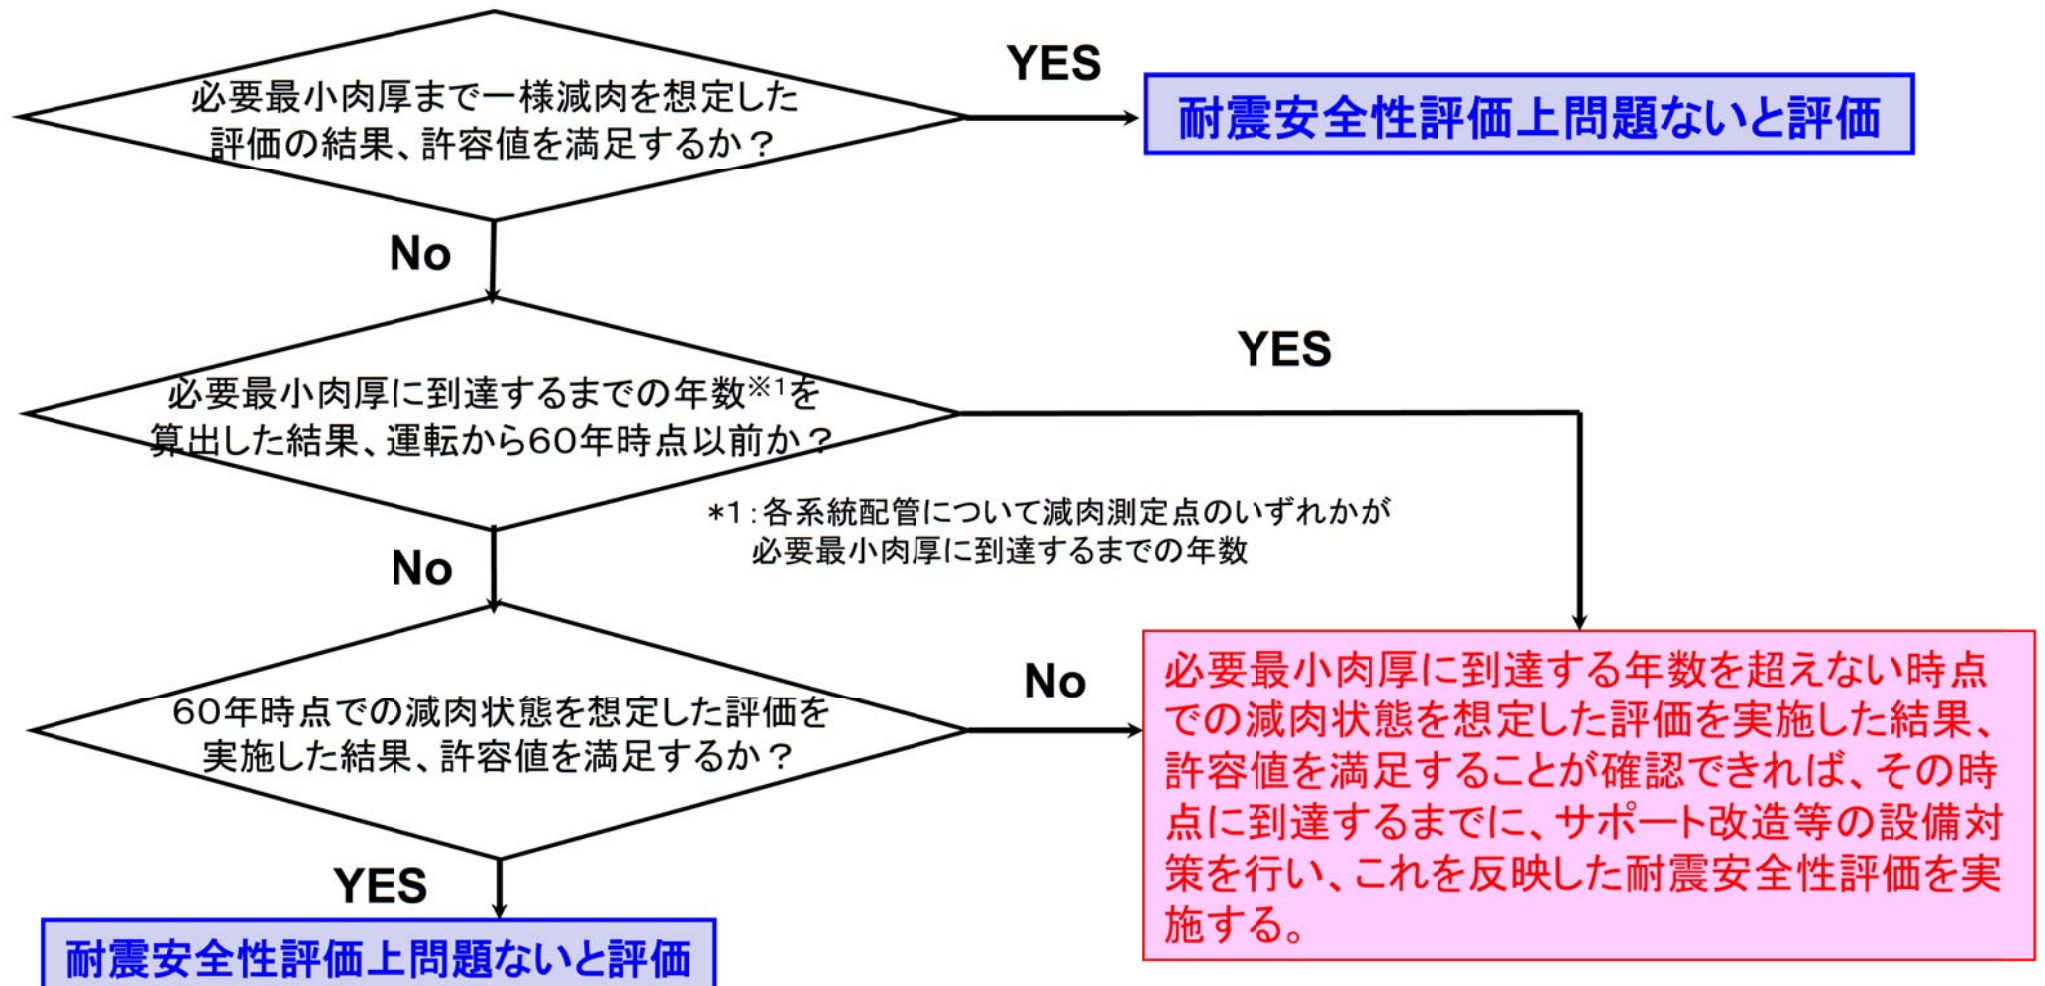 必要最小肉厚まで一様減肉を想定した
評価の結果、許容値を満足するか？
YES
耐震安全性評価上問題ないと評価
No
必要最小肉厚に到達するまでの年数※1を
算出した結果、運転から60年時点以前か？
YES
*1：各系統配管について減肉測定点のいずれかが
必要最小肉厚に到達するまでの年数
No
60年時点での減肉状態を想定した評価を
実施した結果、許容値を満足するか？
No
必要最小肉厚に到達する年数を超えない時点
での減肉状態を想定した評価を実施した結果、
許容値を満足することが確認できれば、その時
点に到達するまでに、サポート改造等の設備対
策を行い、これを反映した耐震安全性評価を実
施する。
YES
耐震安全性評価上問題ないと評価